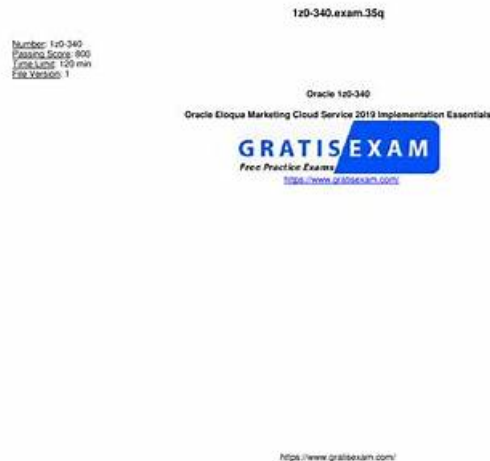 1z0-340.exam.35q
Number: 1z0-340
Passing Score: 800
Time Limit: 120 min
File Version: 1
Oracle 1z0-340
Oracle Eloqua Marketing Cloud Service 2019 Implementation Essentials
GRATIS EXAM
Free Practice Exams
https://www.gratisexam.com/
https://www.gratisexam.com/